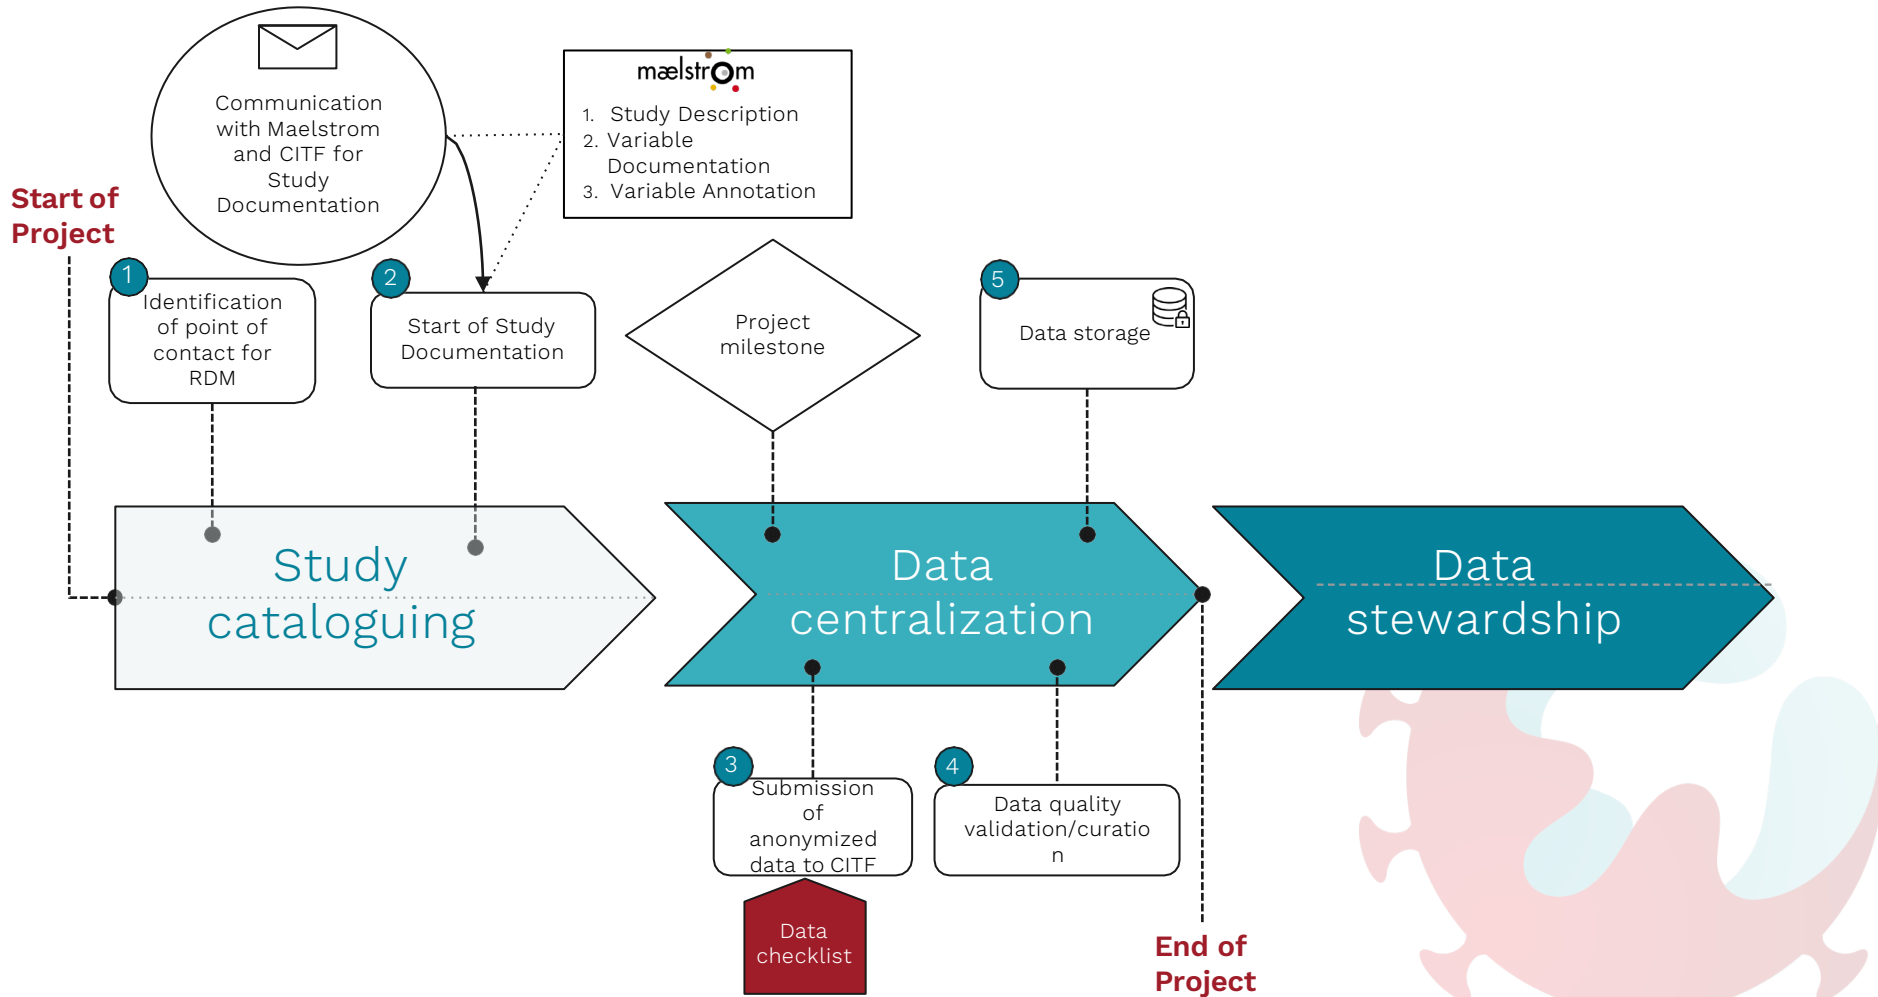 Communication
with Maelstrom
and CITF for
Study
Documentation
mælstrom
1. Study Description
2. Variable
Documentation
3. Variable Annotation
Start of
Project
1
Identification
of point of
contact for
RDM
2
Start of Study
Documentation
Project
milestone
5
Data storage
Study
cataloguing
Data
centralization
Data
stewardship
3
Submission
of
anonymized
data to CITF
4
Data quality
validation/curatio
n
Data
checklist
End of
Project